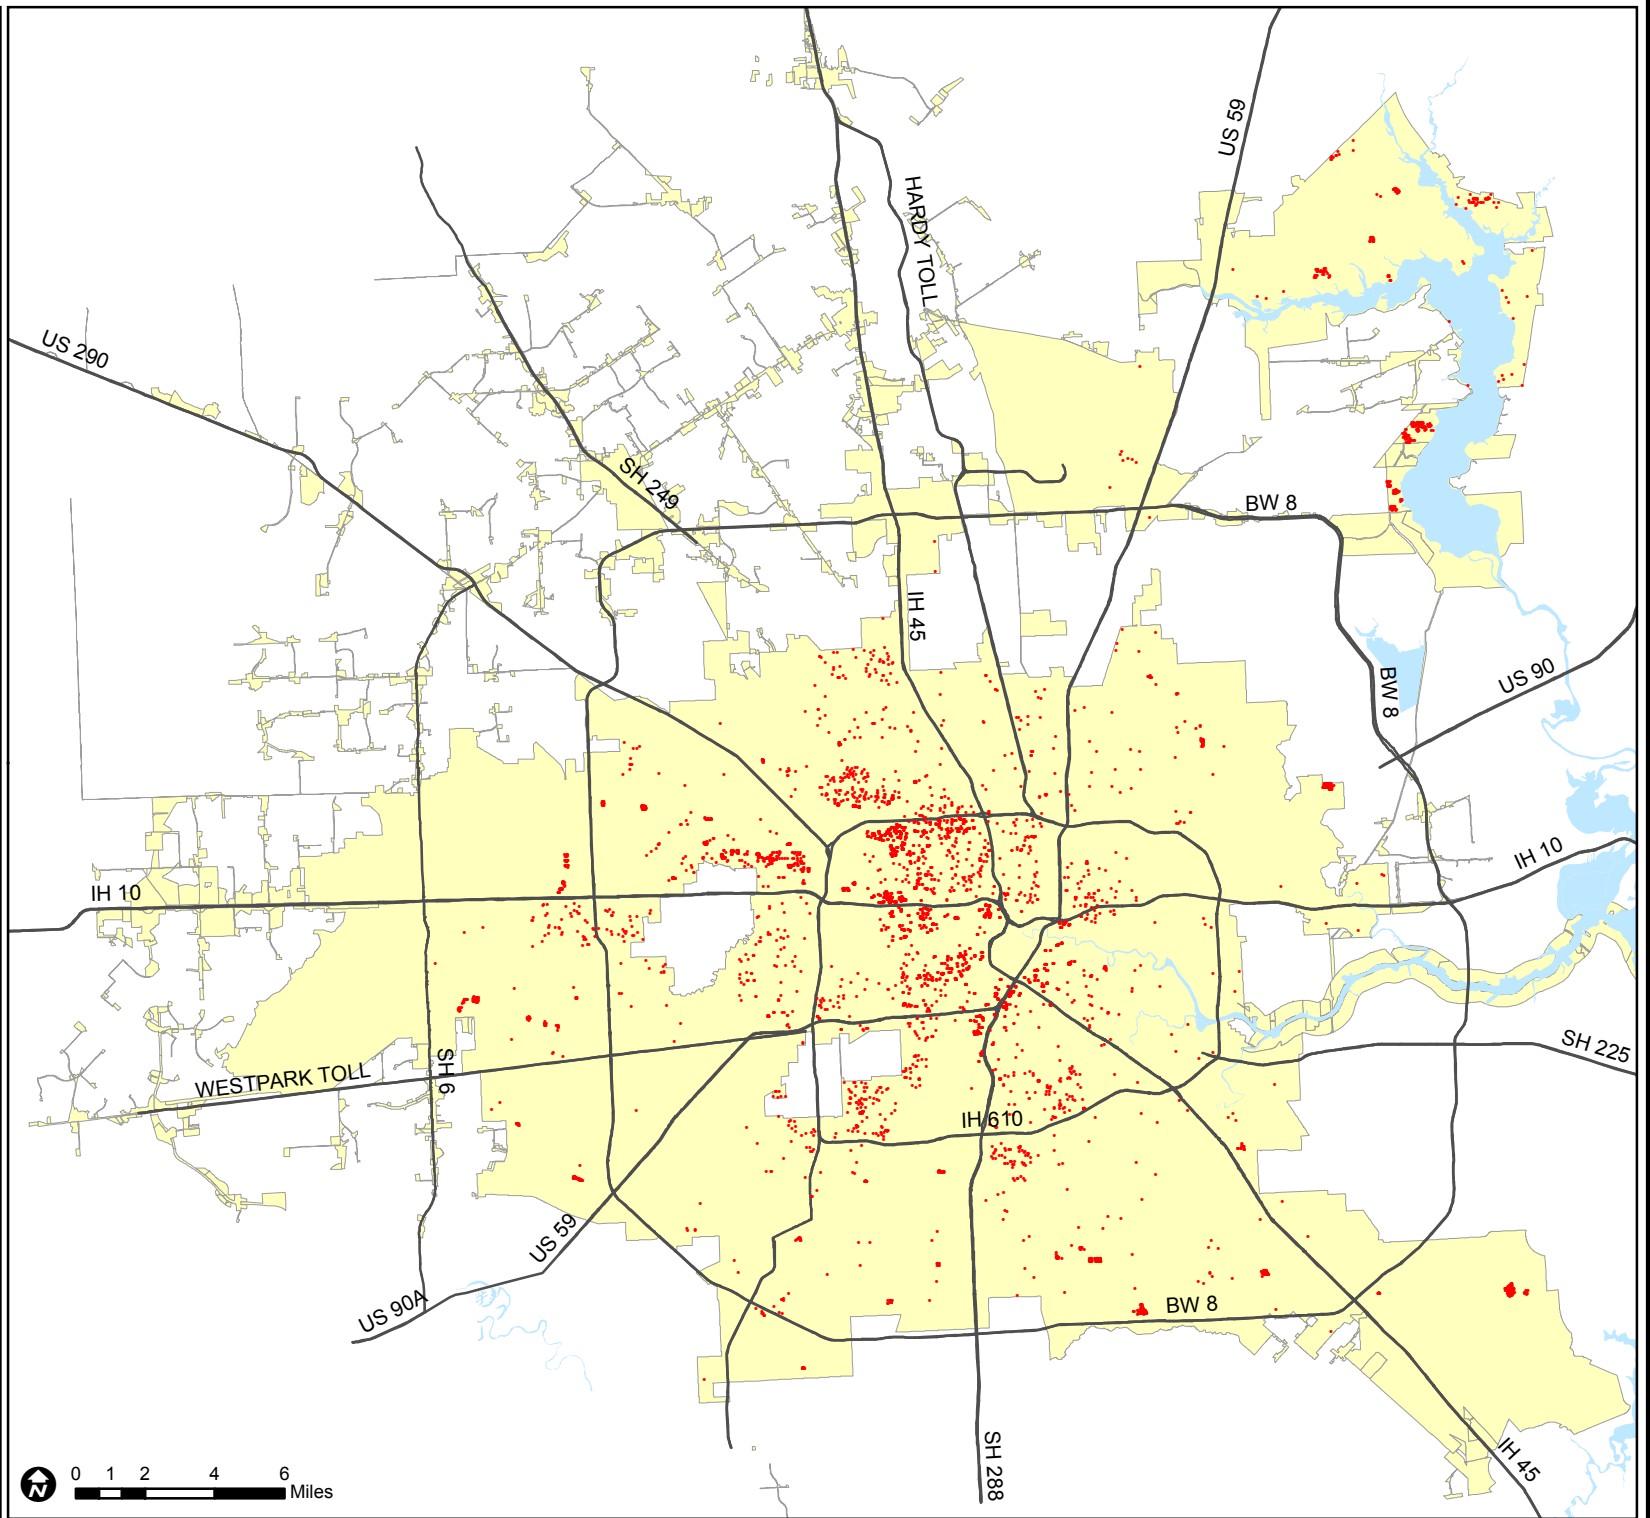 US 59
HARDY TOLL
US 290
SH 249
BW 8
IH 45
BW 8
US 90
IH 10
IH 10
SH 6
WESTPARK TOLL
SH 225
IH 610
US 59
US 90A
BW 8
SH 288
IH 45
N
0 1 2 4 6
Miles